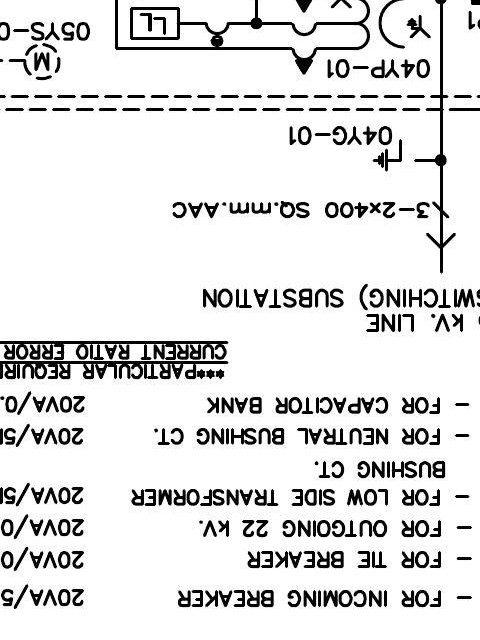 - FOR INCOMING BREAKER 20VA/5
- FOR TIE BREAKER 20VA/0
- FOR OUTGOING 22 kV. 20VA/0
- FOR LOW SIDE TRANSFORMER 20VA/5
BUSHING CT.
- FOR NEUTRAL BUSHING CT. 20VA/5
- FOR CAPACITOR BANK 20VA/0.
***PARTICULAR REQUIR
CURRENT RATIO ERROR
kV. LINE
SWITCHING) SUBSTATION
3-2x400 SQ.mm.AAC
04YG-01
04YP-01
M
LL
05YS-0